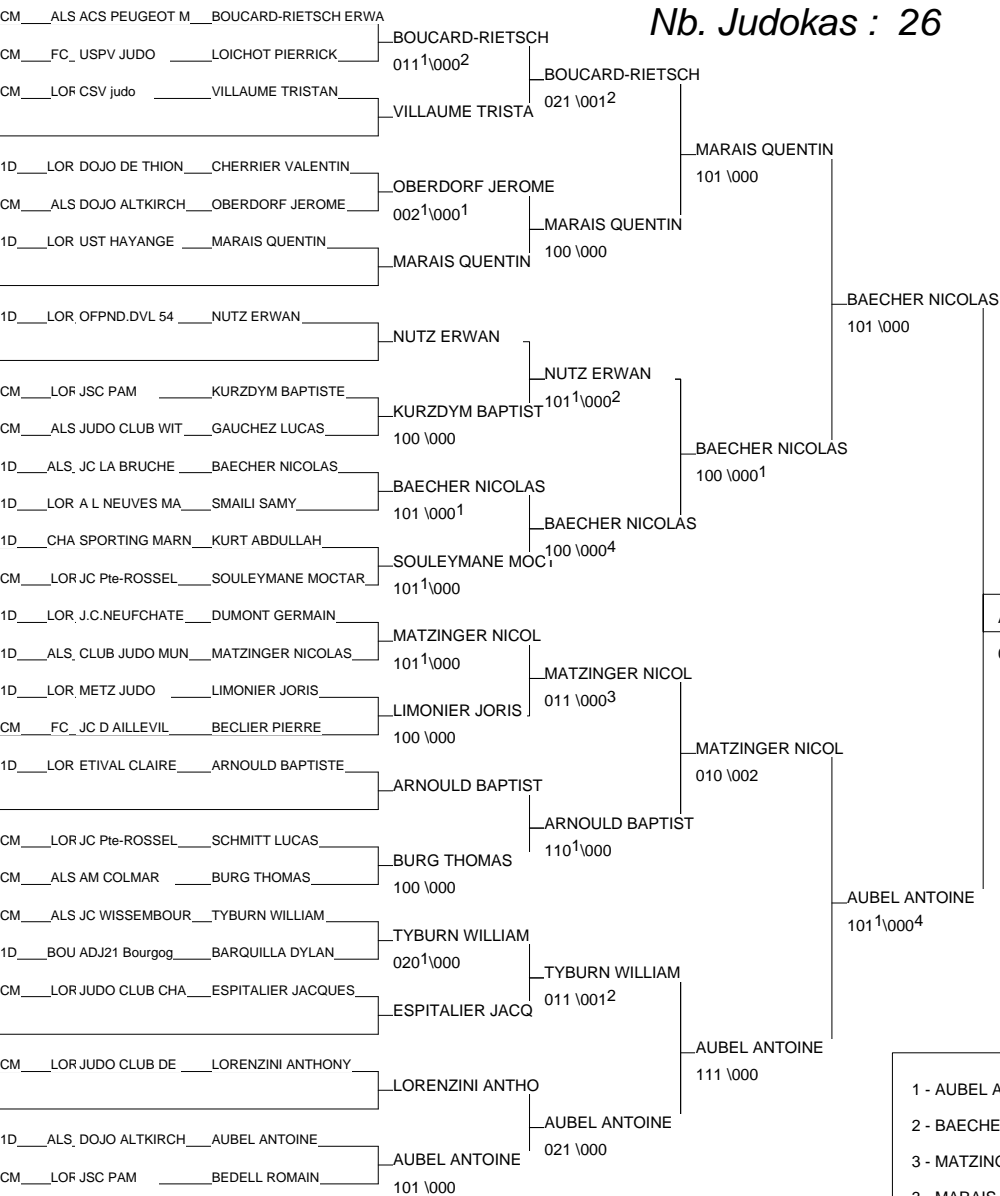 Nb. Judokas : 26
CM ALS ACS PEUGEOT M BOUCARD-RIETSCH ERWA
CM FC_ USPV JUDO LOICHOT PIERRICK
CM LOR CSV judo VILLAUME TRISTAN
1D LOR DOJO DE THION CHERRIER VALENTIN
CM ALS DOJO ALTKIRCH OBERDORF JEROME
1D LOR UST HAYANGE MARAIS QUENTIN
1D LOR OFPND.DVL 54 NUTZ ERWAN
CM LOR JSC PAM KURZDYM BAPTISTE
CM ALS JUDO CLUB WIT GAUCHEZ LUCAS
1D ALS JC LA BRUCHE BAECHER NICOLAS
1D LOR A L NEUVES MA SMAILI SAMY
1D CHA SPORTING MARN KURT ABDULLAH
CM LOR JC Pte-ROSSEL SOULEYMANE MOCTAR
1D LOR J.C.NEUFCHATE DUMONT GERMAIN
1D ALS CLUB JUDO MUN MATZINGER NICOLAS
1D LOR METZ JUDO LIMONIER JORIS
CM FC_ JC D AILLEVIL BECLIER PIERRE
1D LOR ETIVAL CLAIRE ARNOULD BAPTISTE
CM LOR JC Pte-ROSSEL SCHMITT LUCAS
CM ALS AM COLMAR BURG THOMAS
CM ALS JC WISSEMBOUR TYBURN WILLIAM
1D BOU ADJ21 Bourgog BARQUILLA DYLAN
CM LOR JUDO CLUB CHA ESPITALIER JACQUES
CM LOR JUDO CLUB DE LORENZINI ANTHONY
1D ALS DOJO ALTKIRCH AUBEL ANTOINE
CM LOR JSC PAM BEDELL ROMAIN
BOUCARD-RIETSCH
011¹\000²
VILLAUME TRISTA
OBERDORF JEROME
002¹\000¹
MARAIS QUENTIN
NUTZ ERWAN
KURZDYM BAPTIST
100 \000
BAECHER NICOLAS
101 \000¹
SOULEYMANE MOCT
101¹\000
MATZINGER NICOL
101¹\000
LIMONIER JORIS
100 \000
ARNOULD BAPTIST
BURG THOMAS
100 \000
TYBURN WILLIAM
020¹\000
ESPITALIER JACQ
LORENZINI ANTHO
AUBEL ANTOINE
101 \000
BOUCARD-RIETSCH
021 \001²
MARAIS QUENTIN
100 \000
NUTZ ERWAN
101¹\000²
BAECHER NICOLAS
100 \000⁴
MATZINGER NICOL
011 \000³
ARNOULD BAPTIST
110¹\000
TYBURN WILLIAM
011 \001²
AUBEL ANTOINE
021 \000
MARAIS QUENTIN
101 \000
BAECHER NICOLAS
100 \000¹
MATZINGER NICOL
010 \002
AUBEL ANTOINE
111 \000
BAECHER NICOLAS
101 \000
AUBEL ANTOINE
101¹\000⁴
1 - AUBEL A
2 - BAECHE
3 - MATZING
3 - MARAIS